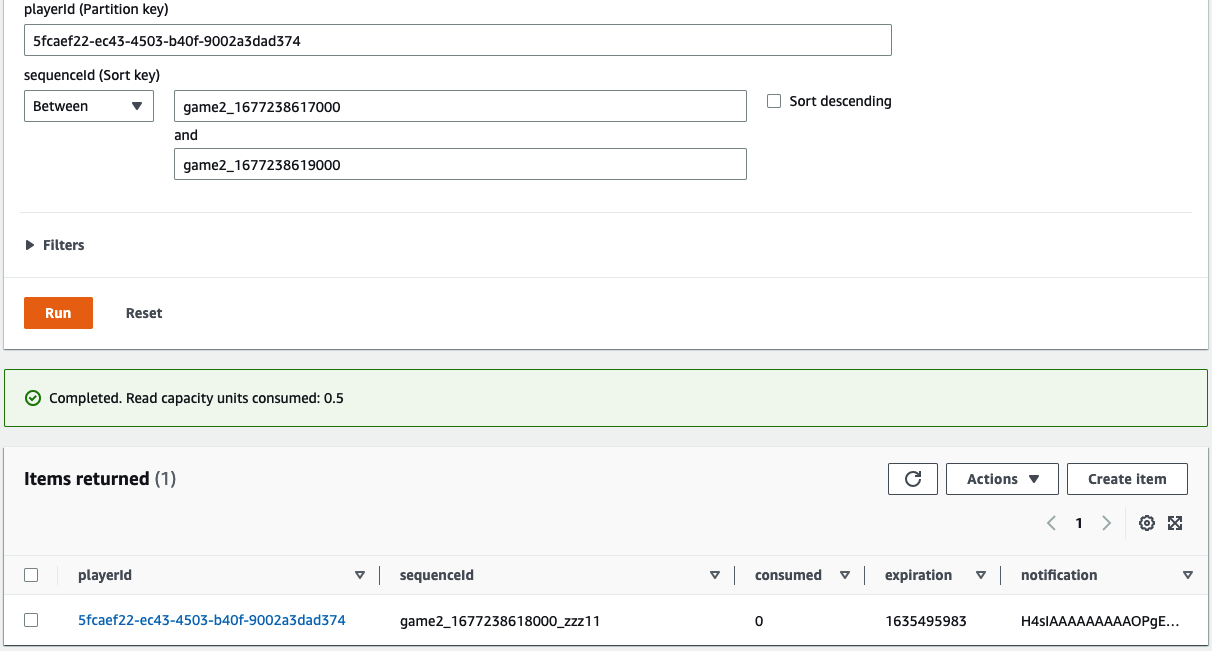 playerId (Partition key)
5fcaef22-ec43-4503-b40f-9002a3dad374
sequenceId (Sort key)
Between
game2_1677238617000
Sort descending
and
game2_1677238619000
Filters
Run
Reset
Completed. Read capacity units consumed: 0.5
Items returned (1)
Actions
Create item
1
playerId
sequenceId
consumed
expiration
notification
5fcaef22-ec43-4503-b40f-9002a3dad374
game2_1677238618000_zzz11
0
1635495983
H4sIAAAAAAAAAOPgE...